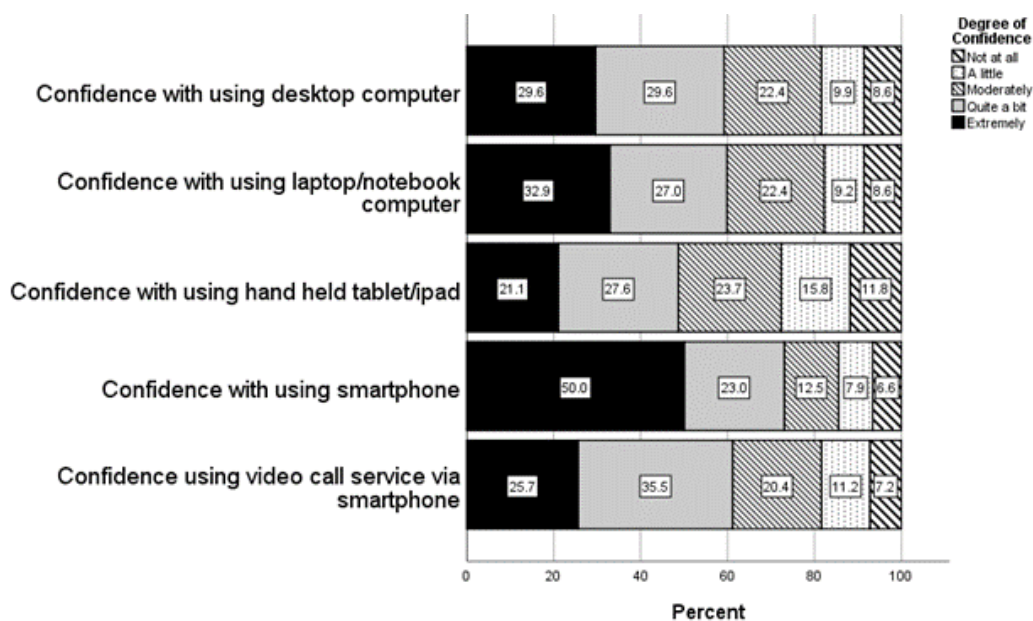 Degree of
Confidence
Not at all
A little
Moderately
Quite a bit
Extremely
Confidence with using desktop computer
29.6 29.6 22.4 9.9 8.6
Confidence with using laptop/notebook
computer
32.9 27.0 22.4 9.2 8.6
Confidence with using hand held tablet/ipad
21.1 27.6 23.7 15.8 11.8
Confidence with using smartphone
50.0 23.0 12.5 7.9 6.6
Confidence using video call service via
smartphone
25.7 35.5 20.4 11.2 7.2
0 20 40 60 80 100
Percent